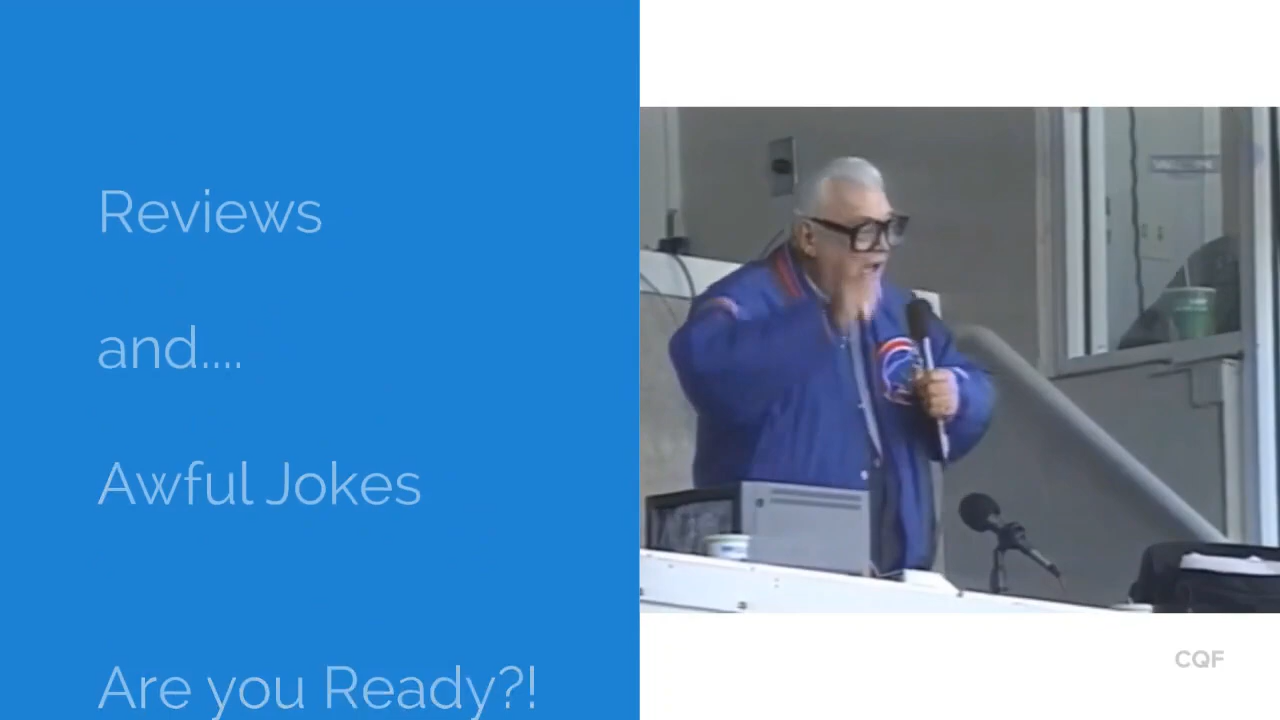 Reviews
and....
Awful Jokes
Are you Ready?!
CQF